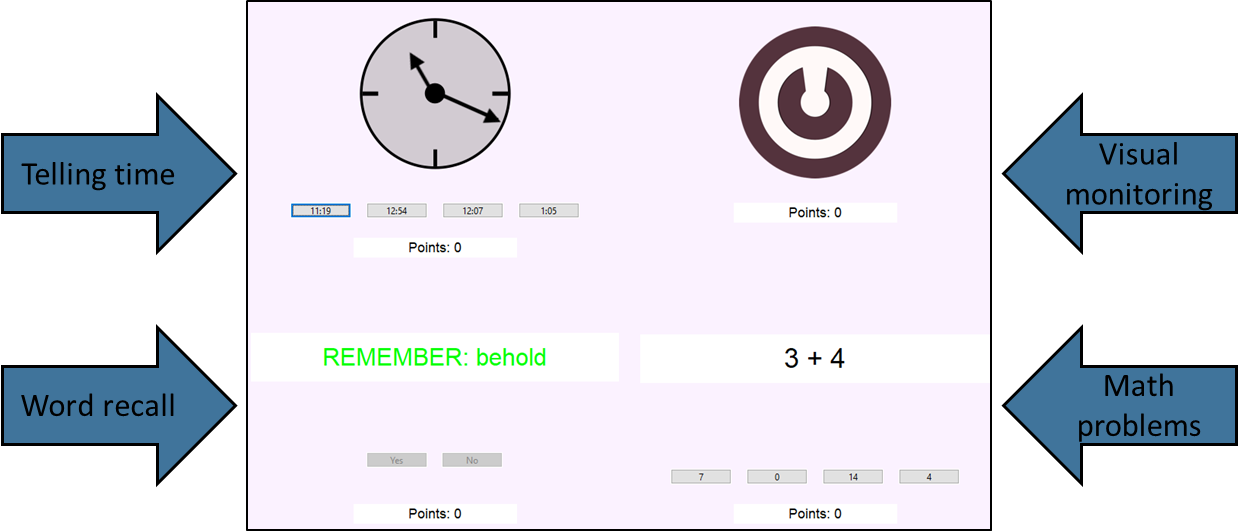 Telling time
11:19
12:54
12:07
1:05
Points: 0
Points: 0
Visual
monitoring
Word recall
REMEMBER: behold
Yes
No
Points: 0
3 + 4
7
0
14
4
Points: 0
Math
problems